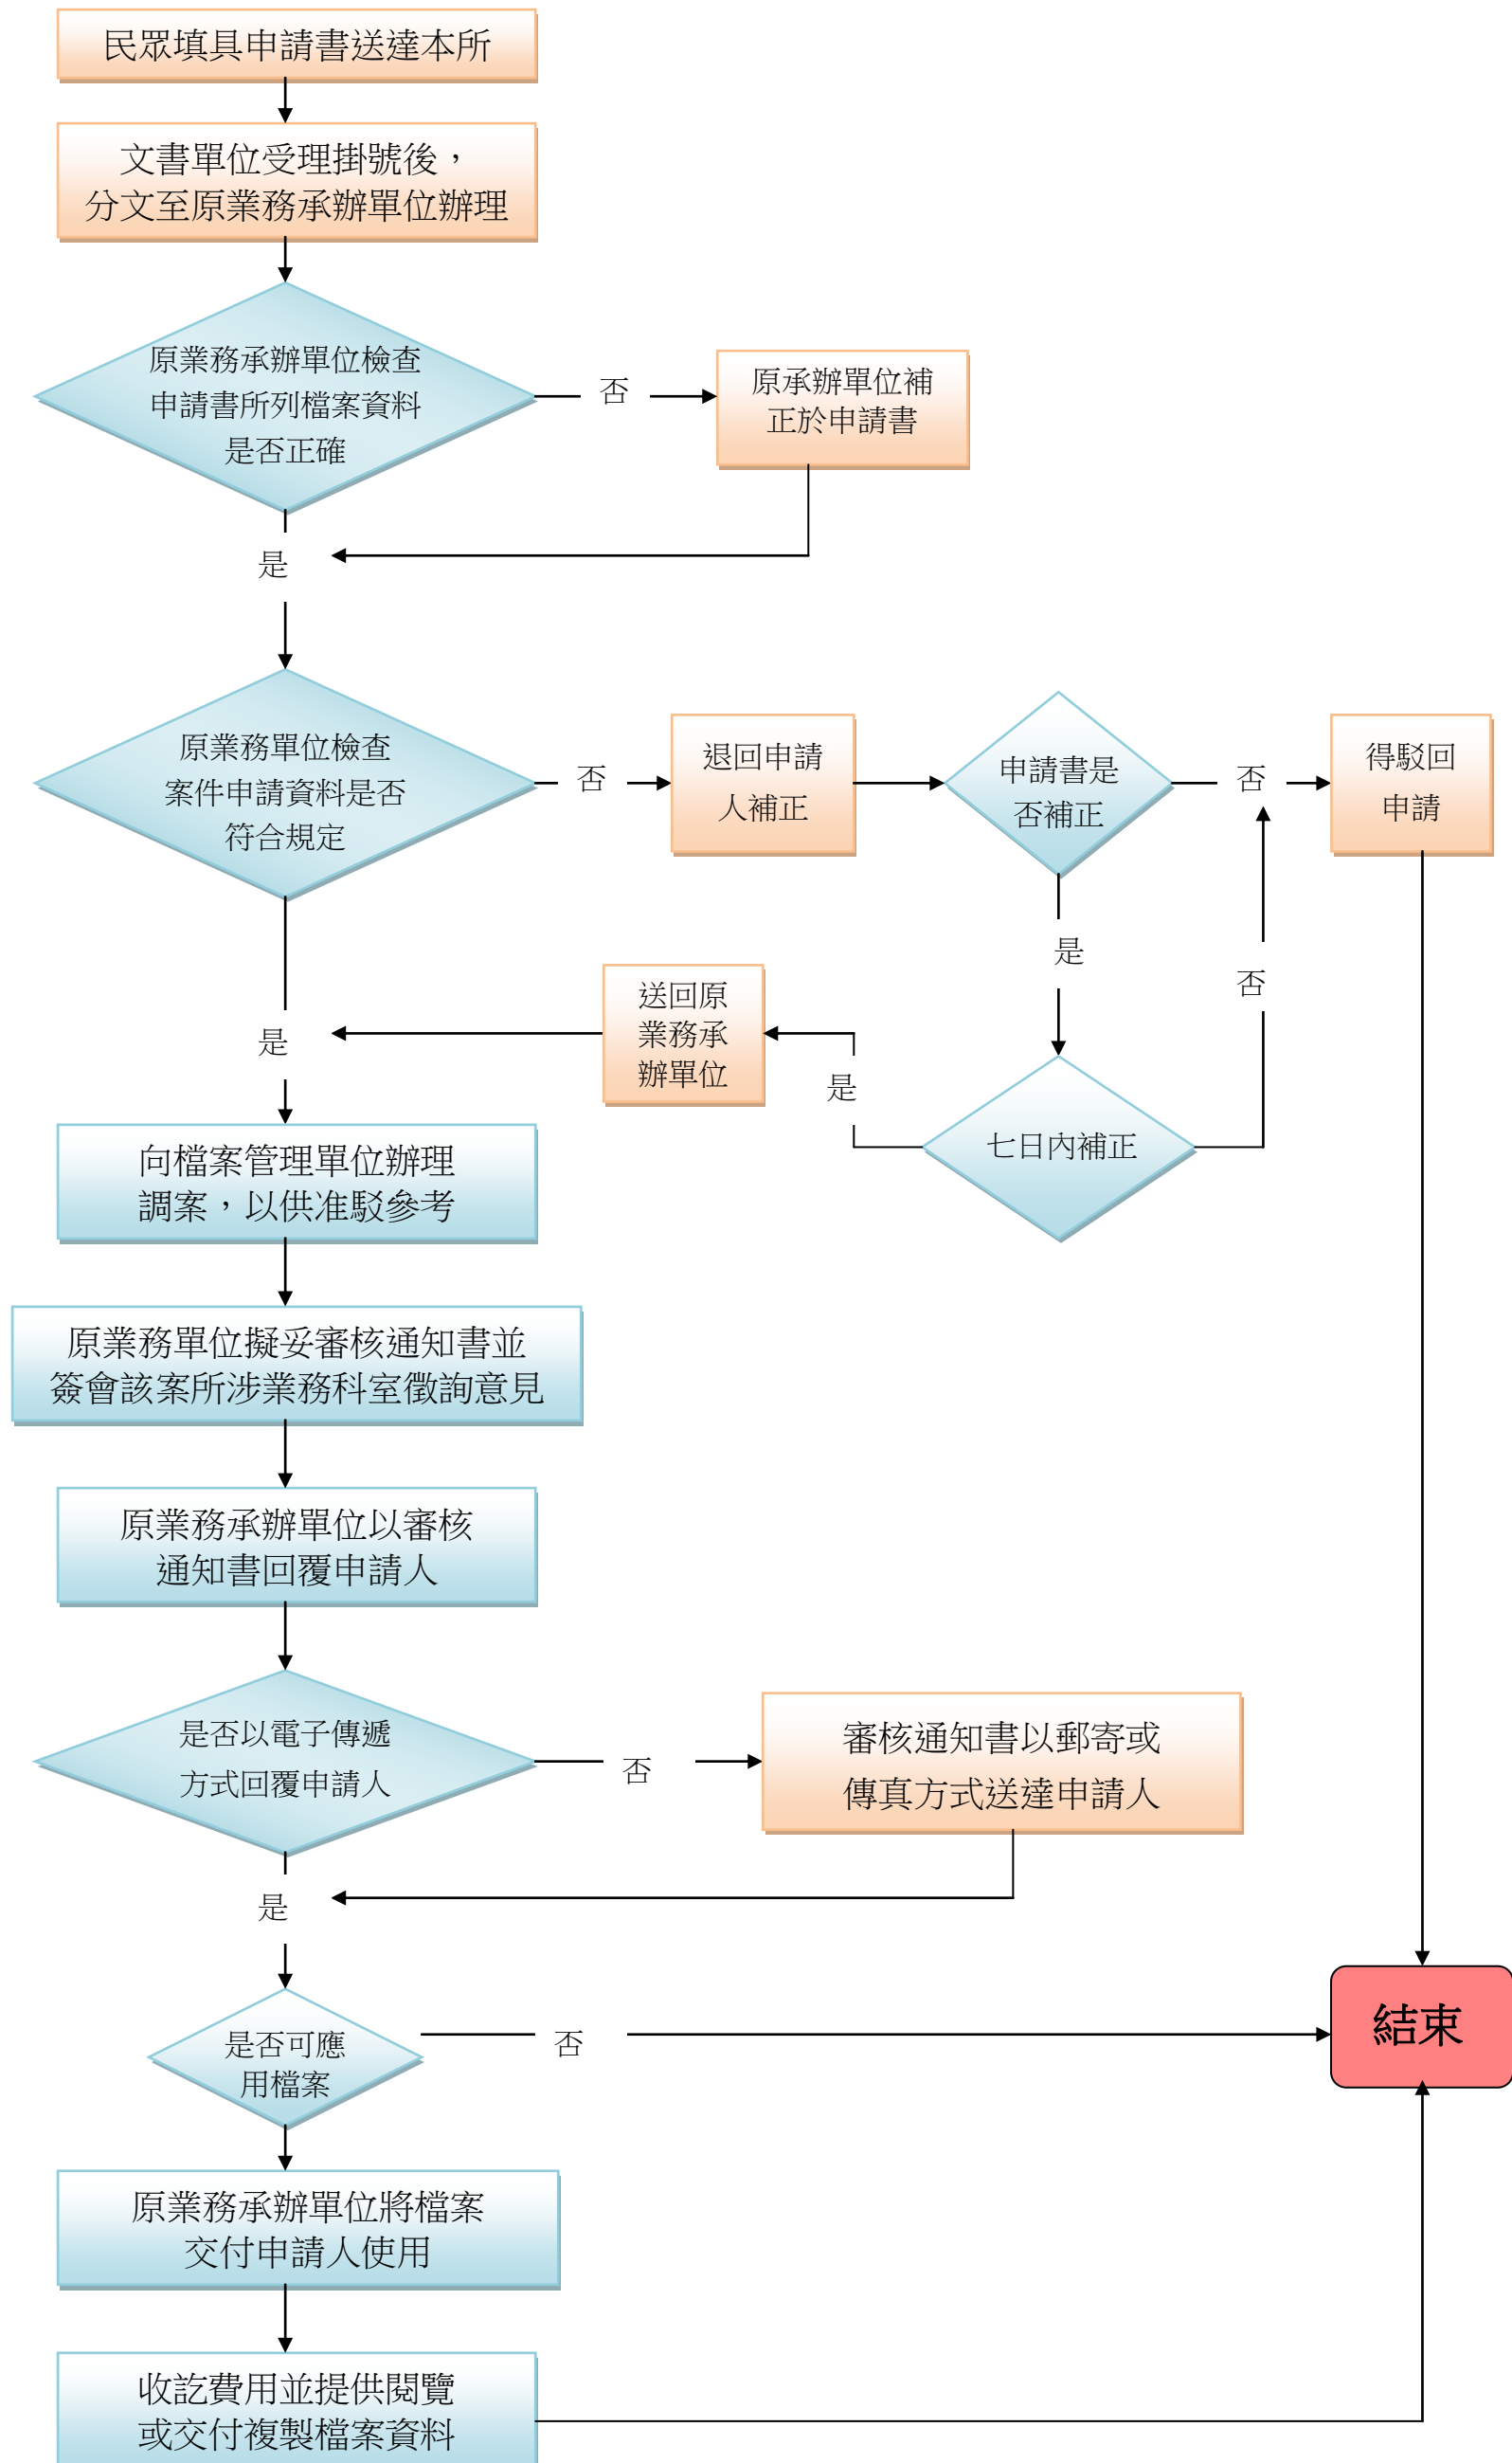 民眾填具申請書送達本所
文書單位受理掛號後，
分文至原業務承辦單位辦理
原業務承辦單位檢查
申請書所列檔案資料
是否正確
否
原承辦單位補
正於申請書
是
原業務單位檢查
案件申請資料是否
符合規定
否
退回申請
人補正
申請書是
否補正
否
得駁回
申請
是
否
送回原
業務承
辦單位
是
是
七日內補正
向檔案管理單位辦理
調案，以供准駁參考
原業務單位擬妥審核通知書並
簽會該案所涉業務科室徵詢意見
原業務承辦單位以審核
通知書回覆申請人
是否以電子傳遞
方式回覆申請人
否
審核通知書以郵寄或
傳真方式送達申請人
是
是否可應
用檔案
否
結束
原業務承辦單位將檔案
交付申請人使用
收訖費用並提供閱覽
或交付複製檔案資料